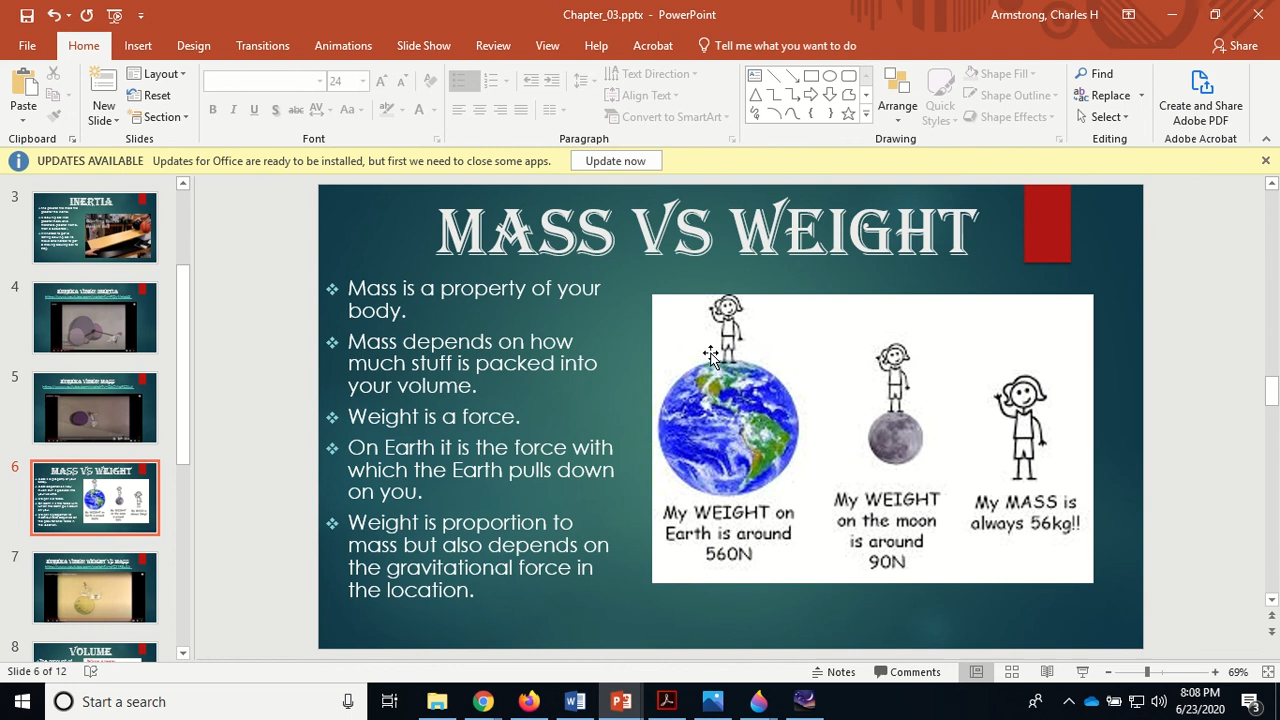 Chapter_03.pptx - PowerPoint
Armstrong, Charles H
File Home Insert Design Transitions Animations Slide Show Review View Help Acrobat Tell me what you want to do Share
Paste
New Slide
Layout
Reset
Section
24
B I U S abc AV Aa A
Text Direction
Align Text
Convert to SmartArt
Arrange
Quick Styles
Shape Fill
Shape Outline
Shape Effects
Find
Replace
Select
Create and Share
Adobe PDF
Clipboard Slides Font Paragraph Drawing Editing Adobe Acrobat
UPDATES AVAILABLE Updates for Office are ready to be installed, but first we need to close some apps. Update now
3
INERTIA
4
5
6
MASS VS WEIGHT
7
8
VOLUME
MASS VS WEIGHT
Mass is a property of your
body.
Mass depends on how
much stuff is packed into
your volume.
Weight is a force.
On Earth it is the force with
which the Earth pulls down
on you.
Weight is proportion to
mass but also depends on
the gravitational force in
the location.
My WEIGHT on
Earth is around
560N
My WEIGHT
on the moon
is around
90N
My MASS is
always 56kg!!
Slide 6 of 12
Notes Comments 69%
Start a search
8:08 PM
6/23/2020
3